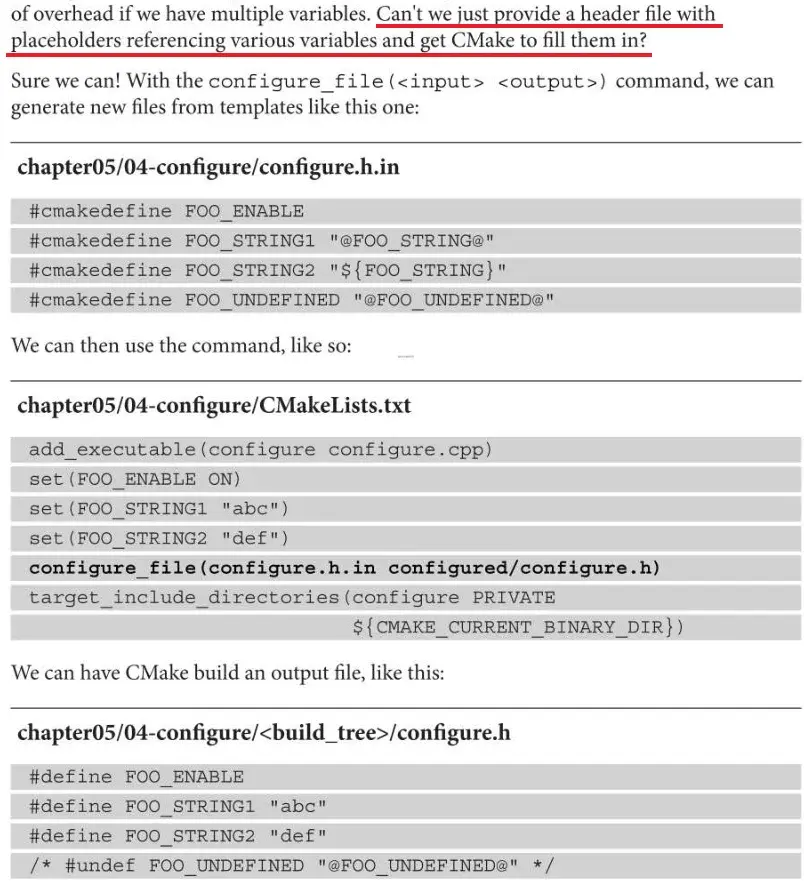 of overhead if we have multiple variables. Can't we just provide a header file with
placeholders referencing various variables and get CMake to fill them in?
Sure we can! With the configure_file(<input> <output>) command, we can
generate new files from templates like this one:
chapter05/04-configure/configure.h.in
#cmakedefine FOO_ENABLE
#cmakedefine FOO_STRING1 "@FOO_STRING@"
#cmakedefine FOO_STRING2 "${FOO_STRING}"
#cmakedefine FOO_UNDEFINED "@FOO_UNDEFINED@"
We can then use the command, like so:
chapter05/04-configure/CMakeLists.txt
add_executable(configure configure.cpp)
set(FOO_ENABLE ON)
set(FOO_STRING1 "abc")
set(FOO_STRING2 "def")
configure_file(configure.h.in configured/configure.h)
target_include_directories(configure PRIVATE
${CMAKE_CURRENT_BINARY_DIR})
We can have CMake build an output file, like this:
chapter05/04-configure/<build_tree>/configure.h
#define FOO_ENABLE
#define FOO_STRING1 "abc"
#define FOO_STRING2 "def"
/* #undef FOO_UNDEFINED "@FOO_UNDEFINED@" */